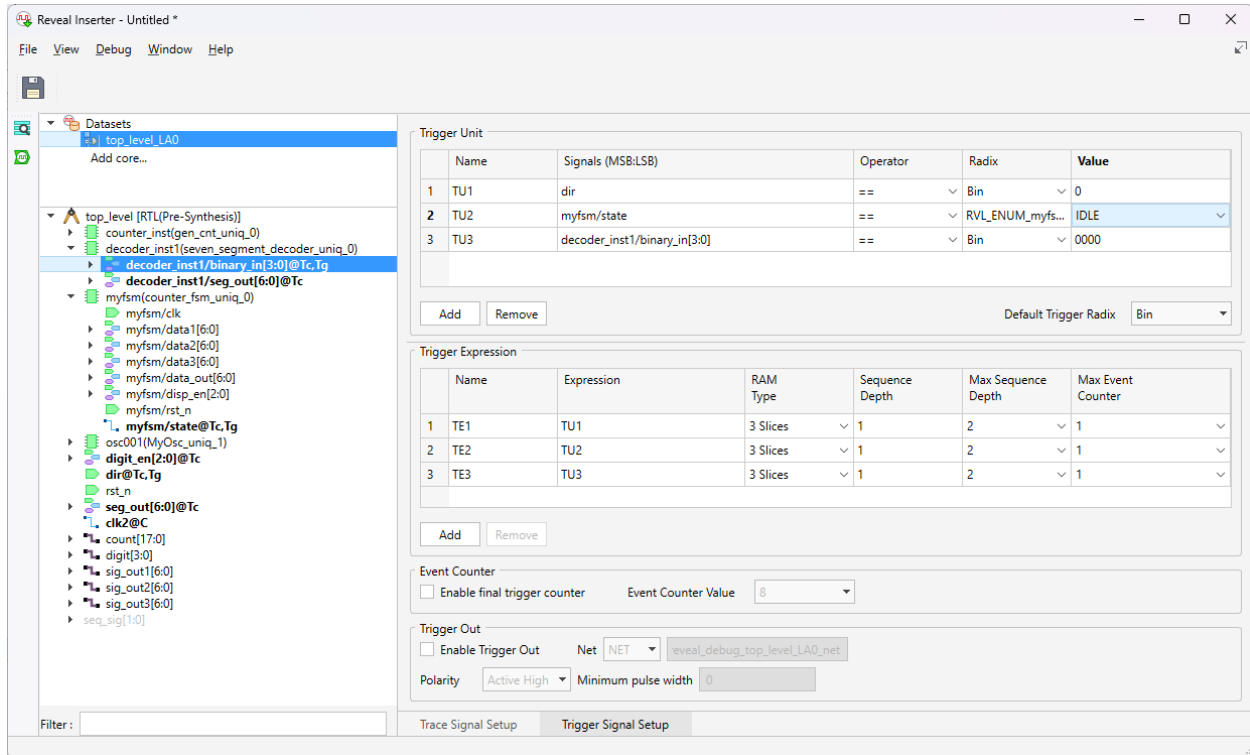 Reveal Inserter - Untitled *
File View Debug Window Help
Datasets
top_level_LA0
Add core...
top_level [RTL(Pre-Synthesis)]
counter_inst(gen_cnt_uniq_0)
decoder_inst1(seven_segment_decoder_uniq_0)
decoder_inst1/binary_in[3:0]@Tc,Tg
decoder_inst1/seg_out[6:0]@Tc
myfsm(counter_fsm_uniq_0)
myfsm/clk
myfsm/data1[6:0]
myfsm/data2[6:0]
myfsm/data3[6:0]
myfsm/data_out[6:0]
myfsm/disp_en[2:0]
myfsm/rst_n
myfsm/state@Tc,Tg
osc001(MyOsc_uniq_1)
digit_en[2:0]@Tc
dir@Tc,Tg
rst_n
seg_out[6:0]@Tc
clk2@C
count[17:0]
digit[3:0]
sig_out1[6:0]
sig_out2[6:0]
sig_out3[6:0]
seq_sig[1:0]
Filter :
Trigger Unit
Name Signals (MSB:LSB) Operator Radix Value
1 TU1 dir == Bin 0
2 TU2 myfsm/state == RVL_ENUM_myfs... IDLE
3 TU3 decoder_inst1/binary_in[3:0] == Bin 0000
Add Remove Default Trigger Radix Bin
Trigger Expression
Name Expression RAM Type Sequence Depth Max Sequence Depth Max Event Counter
1 TE1 TU1 3 Slices 1 2 1
2 TE2 TU2 3 Slices 1 2 1
3 TE3 TU3 3 Slices 1 2 1
Add Remove
Event Counter
Enable final trigger counter Event Counter Value 8
Trigger Out
Enable Trigger Out Net NET eveal_debug_top_level_LA0_net
Polarity Active High Minimum pulse width 0
Trace Signal Setup Trigger Signal Setup